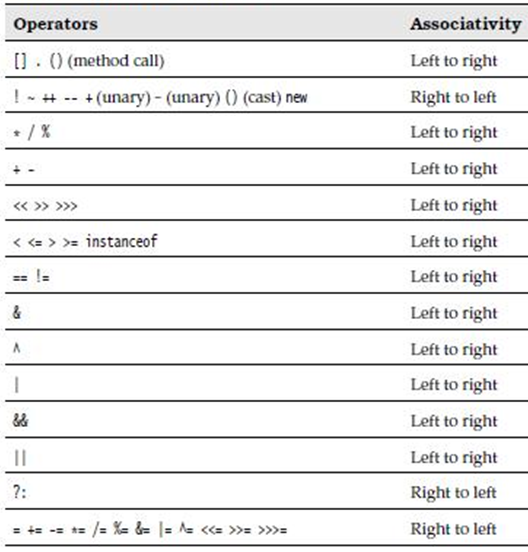 Operators Associativity
[] . () (method call) Left to right
! ~ ++ -- + (unary) - (unary) () (cast) new Right to left
* / % Left to right
+ - Left to right
<< >> >>> Left to right
< <= > >= instanceof Left to right
== != Left to right
& Left to right
^ Left to right
| Left to right
&& Left to right
|| Left to right
?: Right to left
= += -= *= /= %= &= |= ^= <<= >>= >>>= Right to left